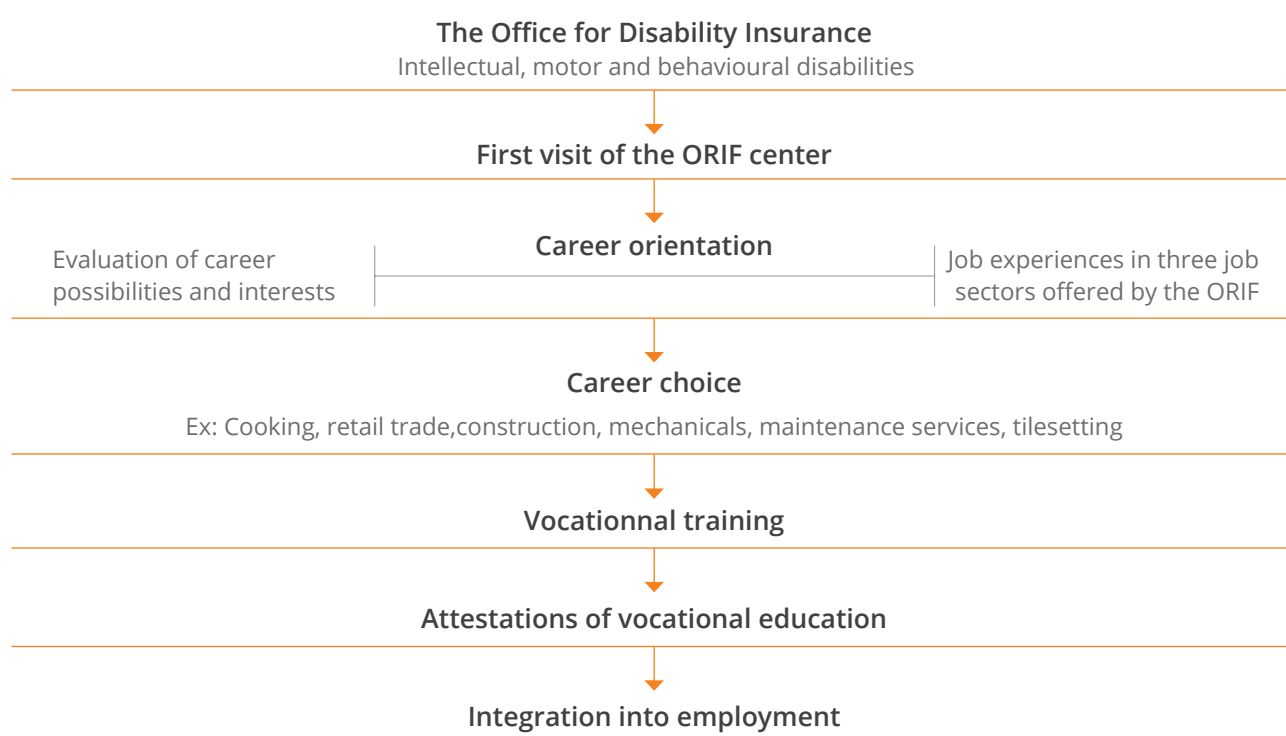 The Office for Disability Insurance
Intellectual, motor and behavioural disabilities
First visit of the ORIF center
Career orientation
Evaluation of career
possibilities and interests
Job experiences in three job
sectors offered by the ORIF
Career choice
Ex: Cooking, retail trade,construction, mechanicals, maintenance services, tilesetting
Vocationnal training
Attestations of vocational education
Integration into employment